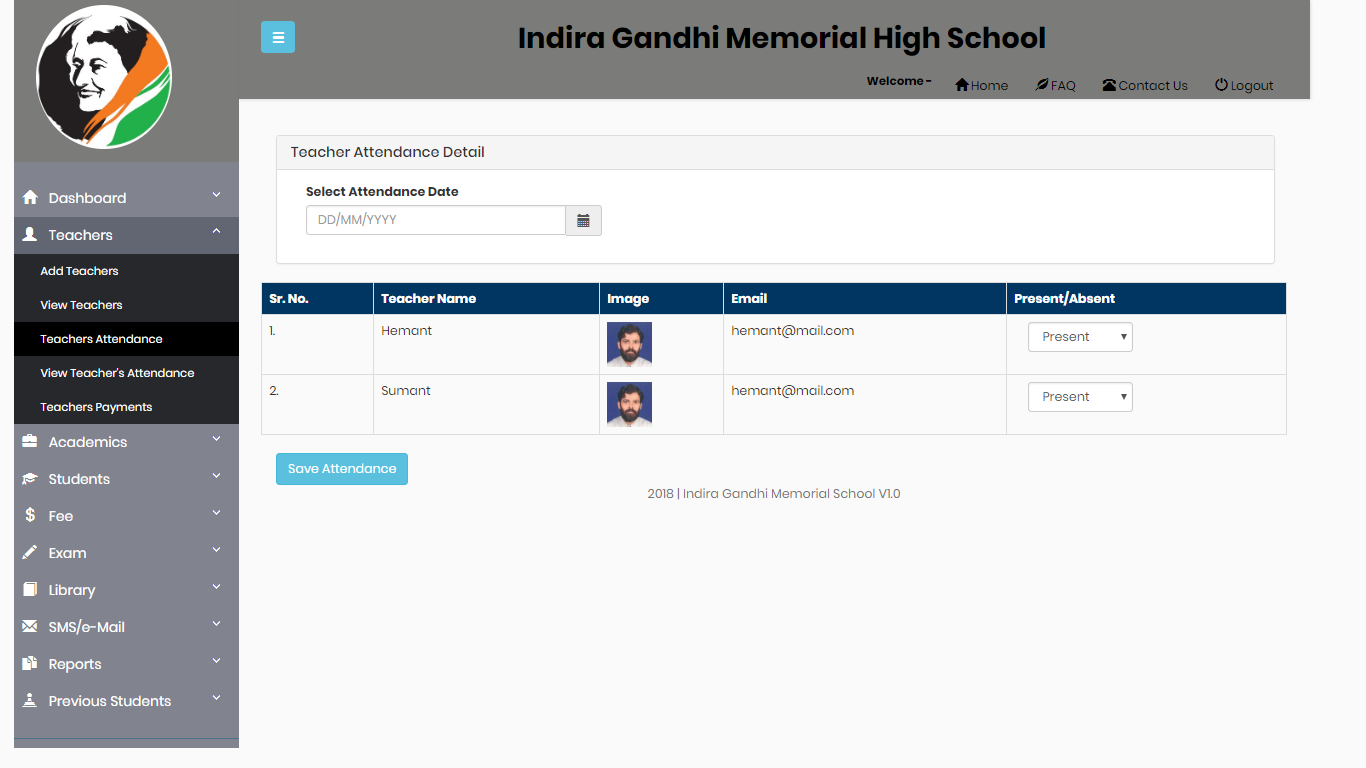 Indira Gandhi Memorial High School
Welcome -
Home
FAQ
Contact Us
Logout
Dashboard
Teachers
Add Teachers
View Teachers
Teachers Attendance
View Teacher's Attendance
Teachers Payments
Academics
Students
Fee
Exam
Library
SMS/e-Mail
Reports
Previous Students
Teacher Attendance Detail
Select Attendance Date
DD/MM/YYYY
Sr. No. Teacher Name Image Email Present/Absent
1. Hemant hemant@mail.com Present
2. Sumant hemant@mail.com Present
Save Attendance
2018 | Indira Gandhi Memorial School V1.0